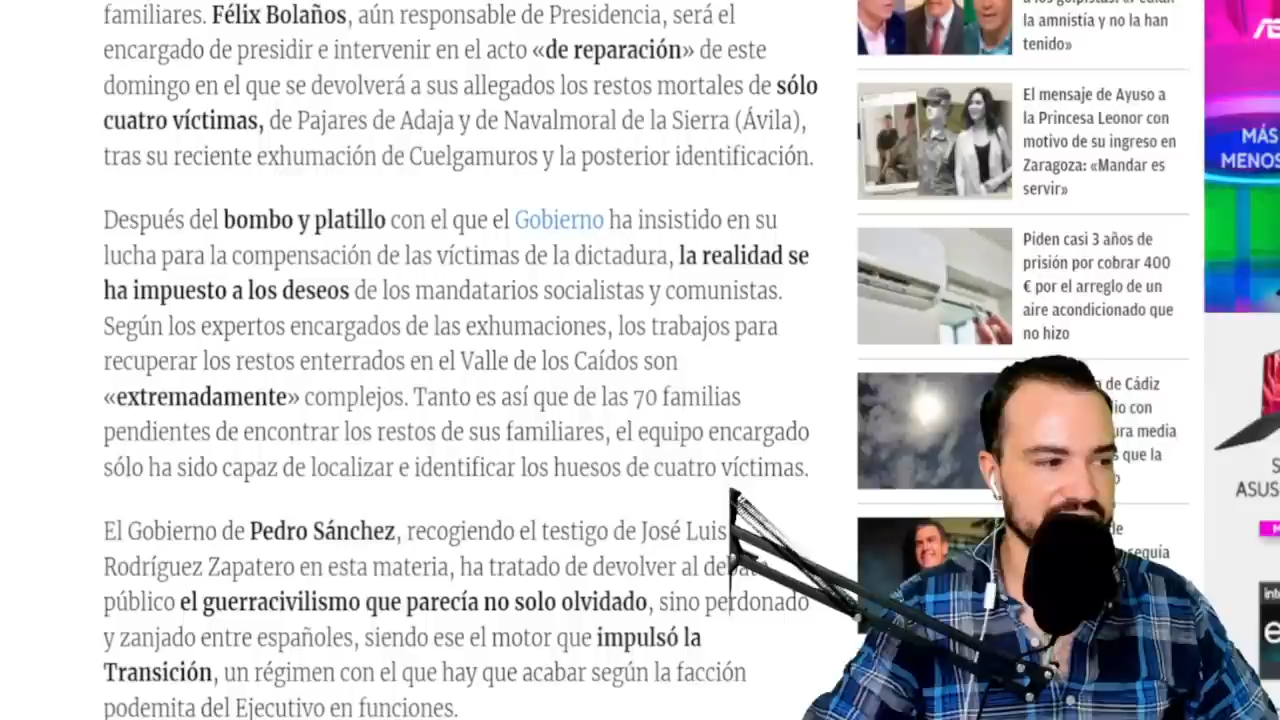 familiares. Félix Bolaños, aún responsable de Presidencia, será el
encargado de presidir e intervenir en el acto «de reparación» de este
domingo en el que se devolverá a sus allegados los restos mortales de sólo
cuatro víctimas, de Pajares de Adaja y de Navalmoral de la Sierra (Ávila),
tras su reciente exhumación de Cuelgamuros y la posterior identificación.
Después del bombo y platillo con el que el Gobierno ha insistido en su
lucha para la compensación de las víctimas de la dictadura, la realidad se
ha impuesto a los deseos de los mandatarios socialistas y comunistas.
Según los expertos encargados de las exhumaciones, los trabajos para
recuperar los restos enterrados en el Valle de los Caídos son
«extremadamente» complejos. Tanto es así que de las 70 familias
pendientes de encontrar los restos de sus familiares, el equipo encargado
sólo ha sido capaz de localizar e identificar los huesos de cuatro víctimas.
El Gobierno de Pedro Sánchez, recogiendo el testigo de José Luis
Rodríguez Zapatero en esta materia, ha tratado de devolver al debate
público el guerracivilismo que parecía no solo olvidado, sino perdonado
y zanjado entre españoles, siendo ese el motor que impulsó la
Transición, un régimen con el que hay que acabar según la facción
podemita del Ejecutivo en funciones.
la amnistía y no la han
tenido»
El mensaje de Ayuso a
la Princesa Leonor con
motivo de su ingreso en
Zaragoza: «Mandar es
servir»
Piden casi 3 años de
prisión por cobrar 400
€ por el arreglo de un
aire acondicionado que
no hizo
de Cádiz
con
media
que la
de
seguía
MÁS
MENOS
ASUS